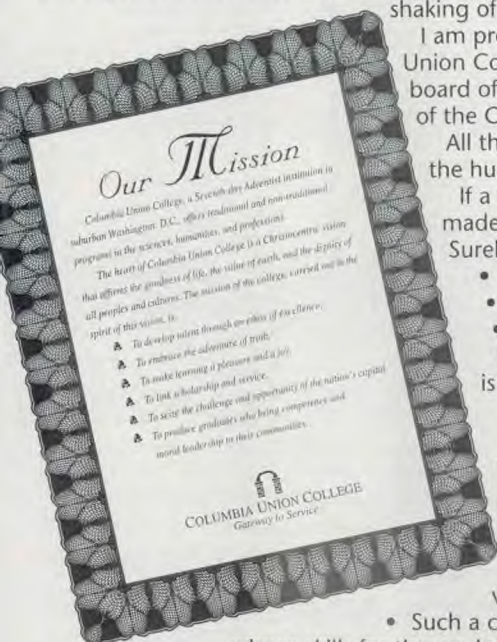 Our Mission
Columbia Union College, a Seventh-day Adventist institution in
suburban Washington, D.C., offers traditional and non-traditional
programs in the sciences, humanities, and professions.
The heart of Columbia Union College is a Christocentric vision
that affirms the goodness of life, the value of earth, and the dignity of
all peoples and cultures. The mission of the college, carried out in the
spirit of this vision, is:
To develop talent through an ethos of excellence.
To embrace the adventure of truth.
To make learning a pleasure and a joy.
To link scholarship and service.
To seize the challenge and opportunity of the nation's capital.
To produce graduates who bring competence and
moral leadership to their communities.
COLUMBIA UNION COLLEGE
Gateway to Service
shaking of
I am pr
Union Co
board of
of the C
All th
the hu
If a
made
Surel
•
•
•
is
• Such a c